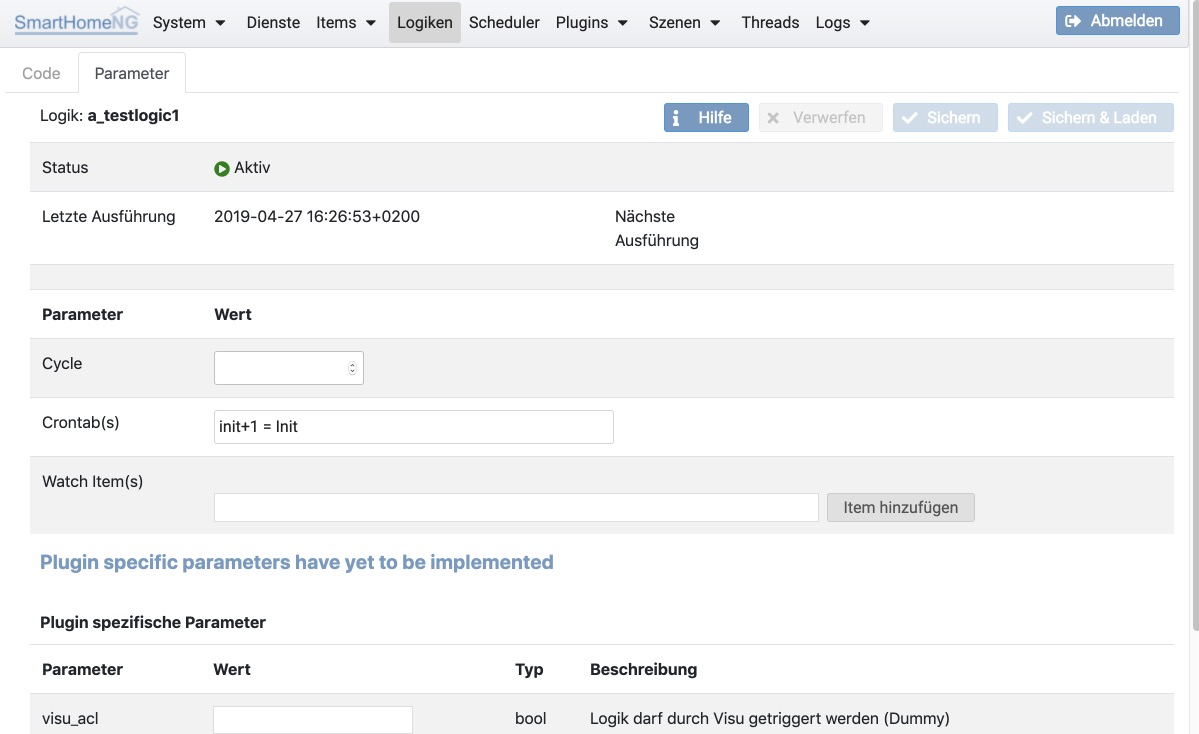 SmartHomeNG System Dienste Items Logiken Scheduler Plugins Szenen Threads Logs Abmelden
Code Parameter
Logik: a_testlogic1 Hilfe Verwerfen Sichern Sichern & Laden
Status Aktiv
Letzte Ausführung 2019-04-27 16:26:53+0200 Nächste
Ausführung
Parameter Wert
Cycle
Crontab(s) init+1 = Init
Watch Item(s)
Item hinzufügen
Plugin specific parameters have yet to be implemented
Plugin spezifische Parameter
Parameter Wert Typ Beschreibung
visu_acl bool Logik darf durch Visu getriggert werden (Dummy)